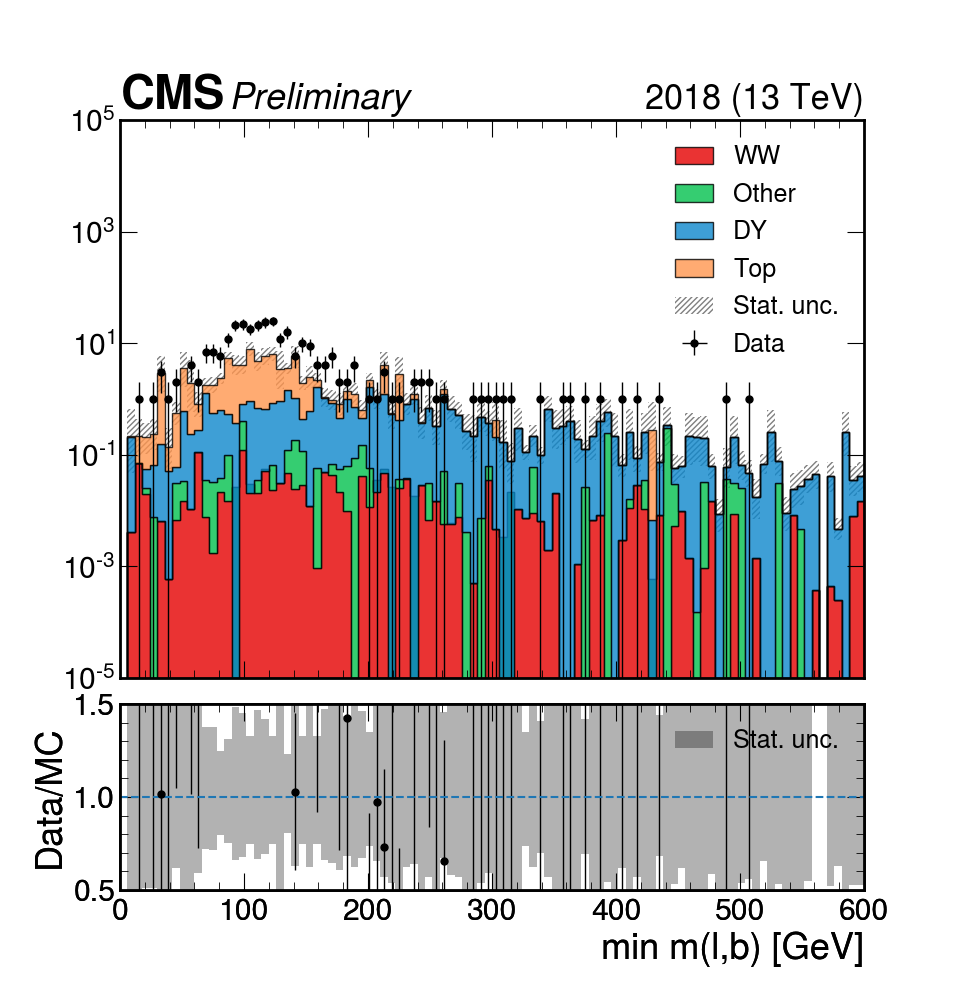 CMS Preliminary 2018 (13 TeV)
10^5
10^3
10^1
10^-1
10^-3
10^-5
WW
Other
DY
Top
Stat. unc.
Data
1.5
1.0
0.5
Data/MC
Stat. unc.
0 100 200 300 400 500 600
min m(l,b) [GeV]